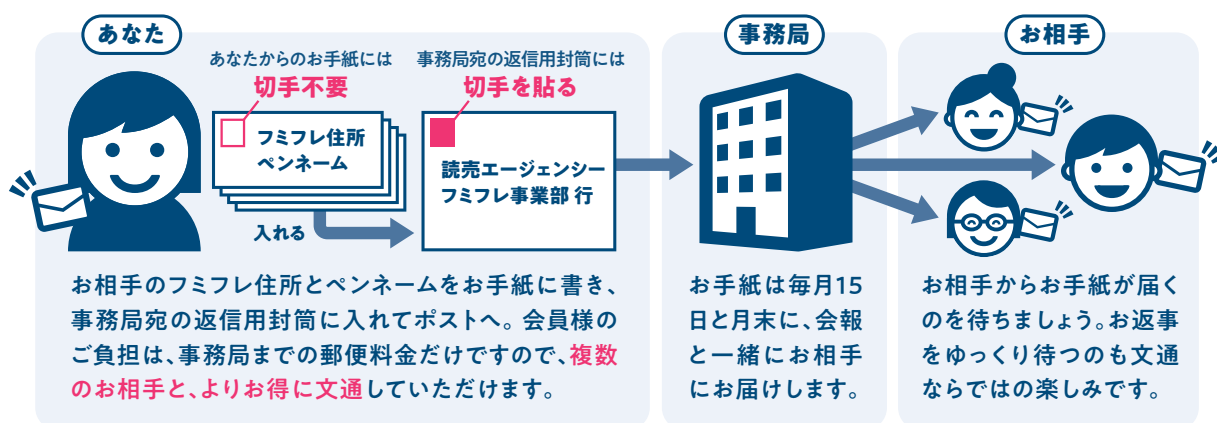 あなた
あなたからのお手紙には
切手不要
フミフレ住所
ペンネーム
入れる
事務局宛の返信用封筒には
切手を貼る
読売エージェンシー
フミフレ事業部 行
お相手のフミフレ住所とペンネームをお手紙に書き、
事務局宛の返信用封筒に入れてポストへ。会員様の
ご負担は、事務局までの郵便料金だけですので、複数
のお相手と、よりお得に文通していただけます。
事務局
お手紙は毎月15
日と月末に、会報
と一緒にお相手
にお届けします。
お相手
お相手からお手紙が届く
のを待ちましょう。お返事
をゆっくり待つのも文通
ならではの楽しみです。